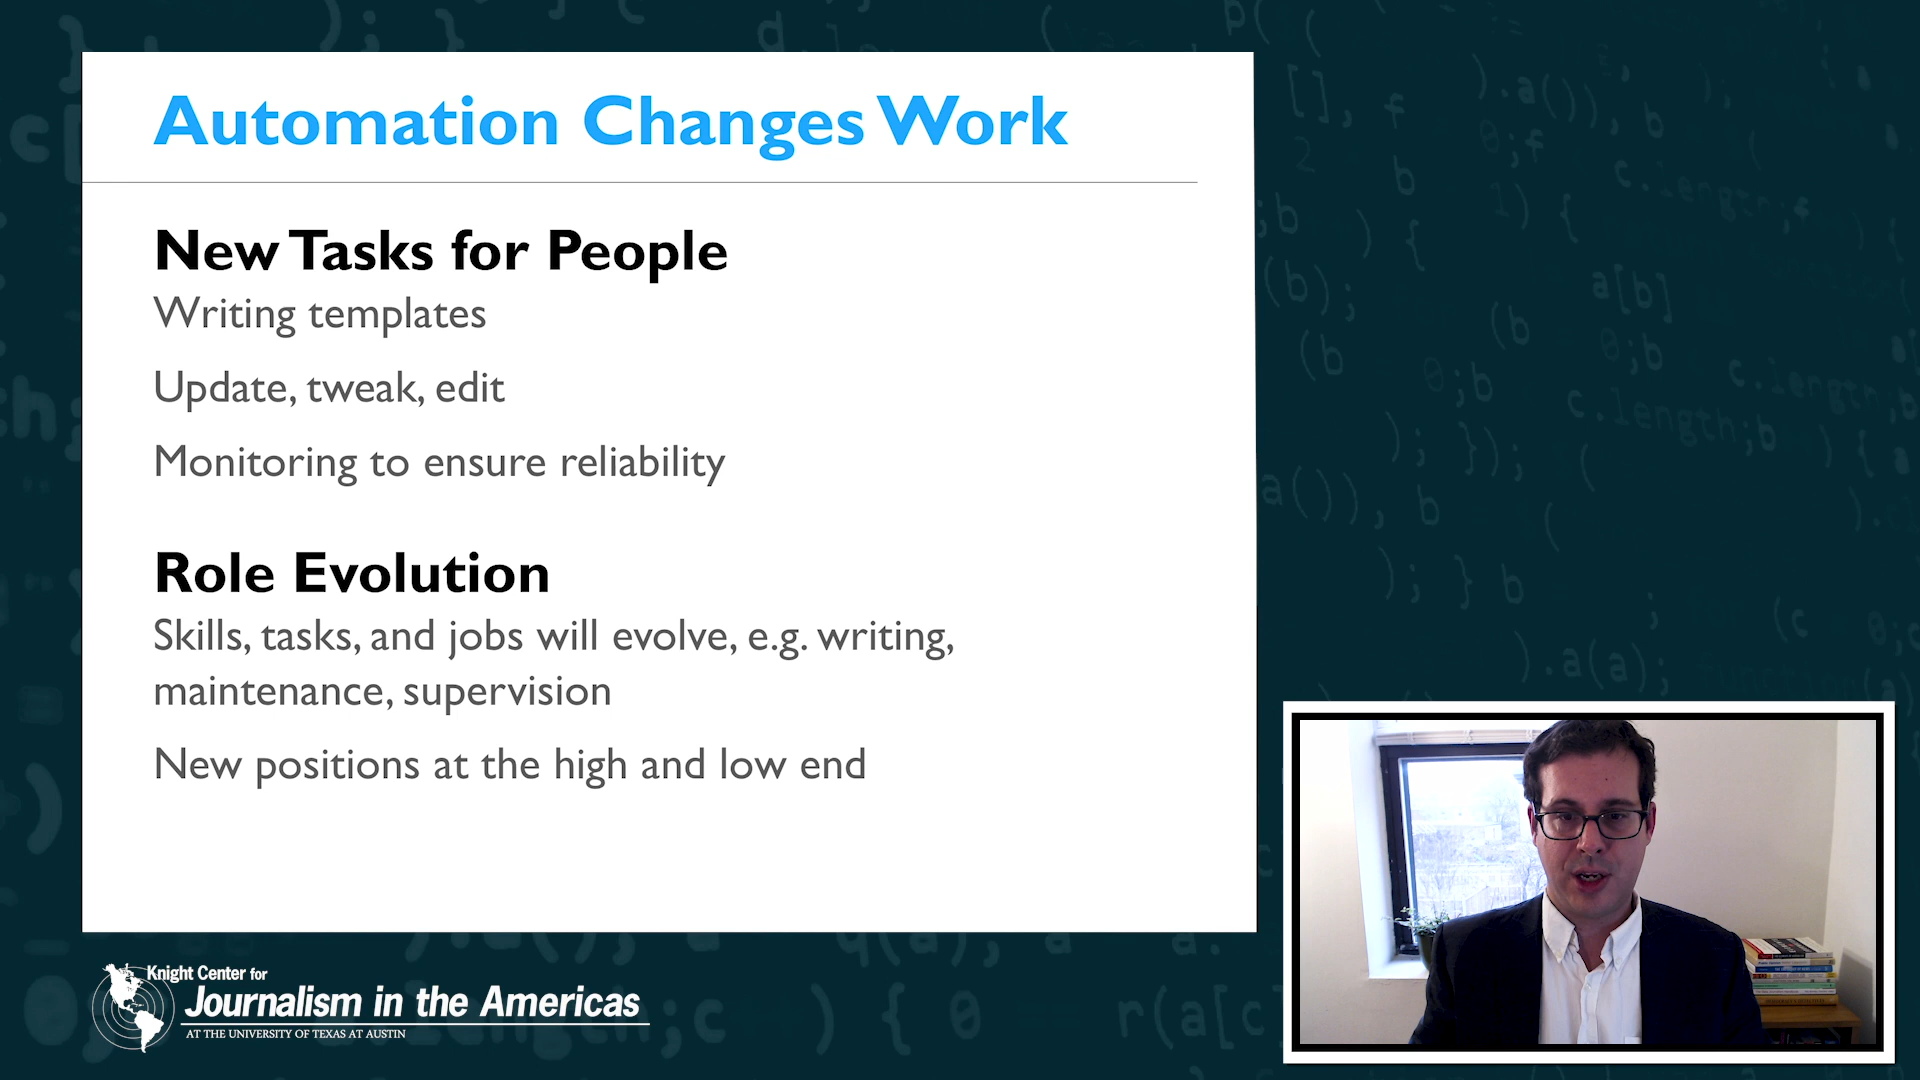 Automation Changes Work
New Tasks for People
Writing templates
Update, tweak, edit
Monitoring to ensure reliability
Role Evolution
Skills, tasks, and jobs will evolve, e.g. writing,
maintenance, supervision
New positions at the high and low end
Knight Center for
Journalism in the Americas
AT THE UNIVERSITY OF TEXAS AT AUSTIN